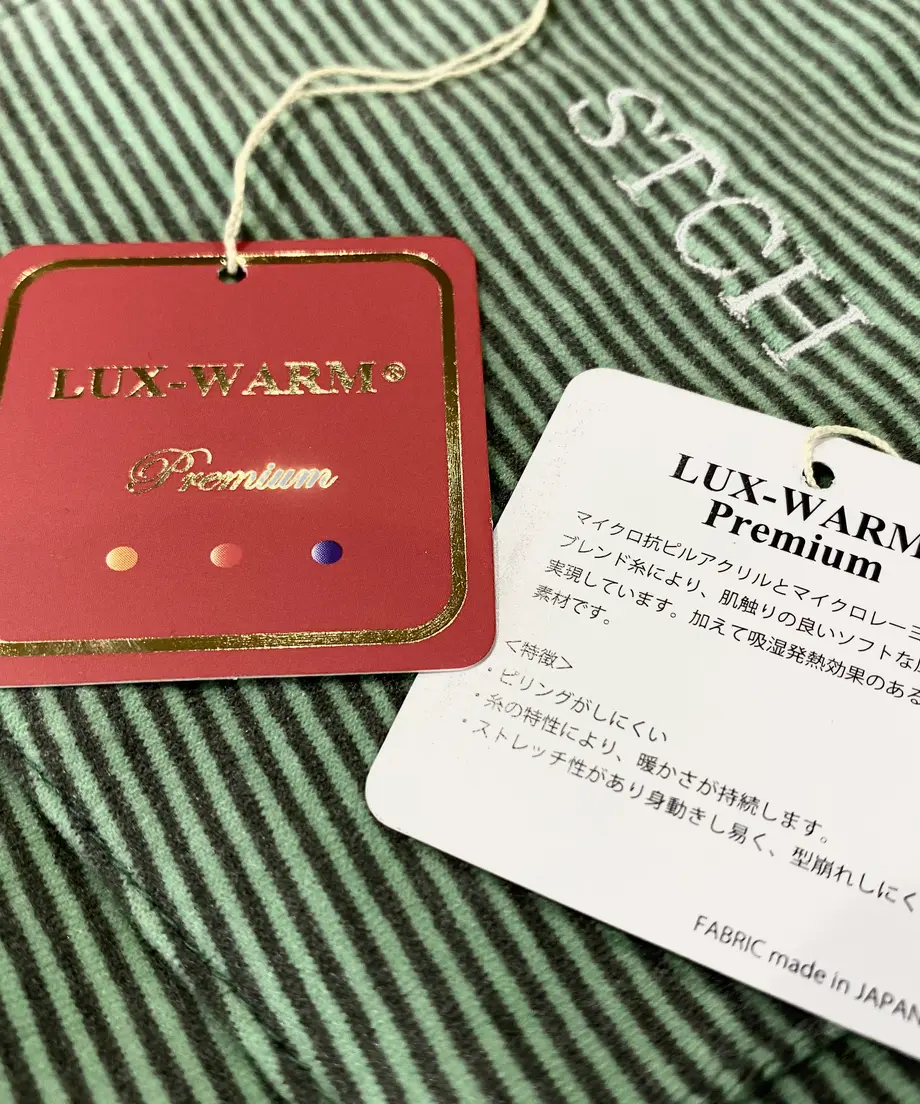 STCH
LUX-WARM®
Premium
LUX-WARM
Premium
マイクロ抗ピルアクリルとマイクロレー
ブレンド糸により、肌触りの良いソフトな
実現しています。加えて吸湿発熱効果のある
素材です。
＜特徴＞
・ピリングがしにくい
・糸の特性により、暖かさが持続します。
・ストレッチ性があり身動きし易く、型崩れしにく
FABRIC made in JAPAN